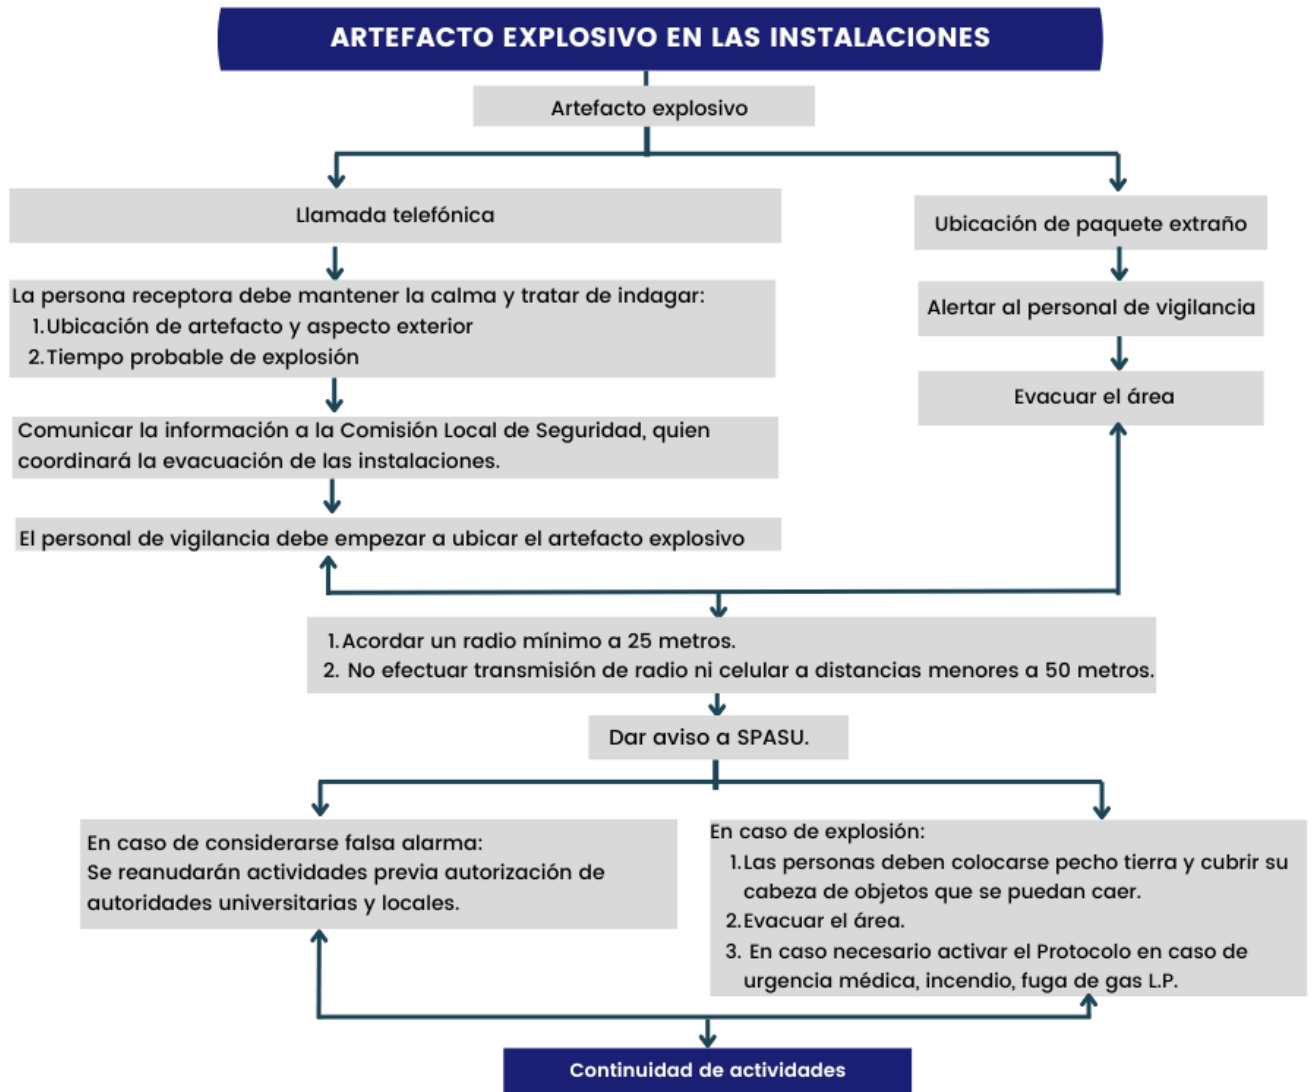 ARTEFACTO EXPLOSIVO EN LAS INSTALACIONES
Artefacto explosivo
Llamada telefónica
La persona receptora debe mantener la calma y tratar de indagar:
1. Ubicación de artefacto y aspecto exterior
2. Tiempo probable de explosión
Comunicar la información a la Comisión Local de Seguridad, quien
coordinará la evacuación de las instalaciones.
El personal de vigilancia debe empezar a ubicar el artefacto explosivo
Ubicación de paquete extraño
Alertar al personal de vigilancia
Evacuar el área
1. Acordar un radio mínimo a 25 metros.
2. No efectuar transmisión de radio ni celular a distancias menores a 50 metros.
Dar aviso a SPASU.
En caso de considerarse falsa alarma:
Se reanudarán actividades previa autorización de
autoridades universitarias y locales.
En caso de explosión:
1. Las personas deben colocarse pecho tierra y cubrir su
cabeza de objetos que se puedan caer.
2. Evacuar el área.
3. En caso necesario activar el Protocolo en caso de
urgencia médica, incendio, fuga de gas L.P.
Continuidad de actividades